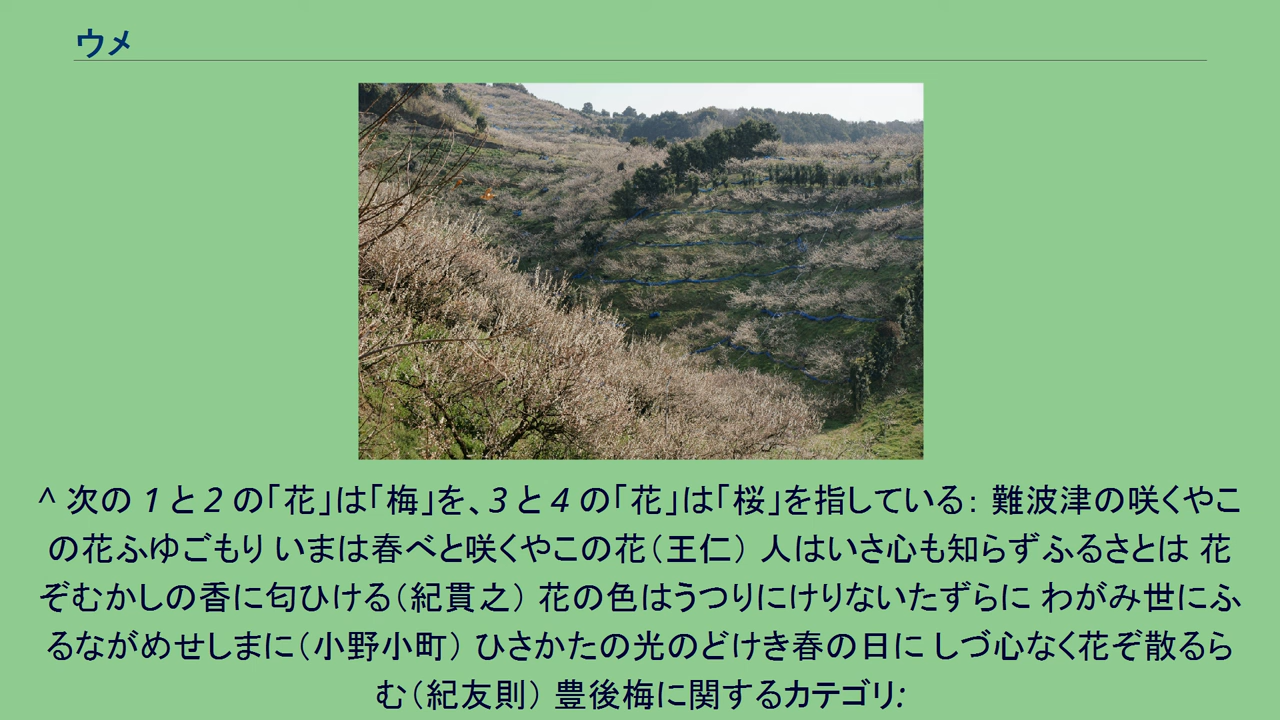 ウメ
^ 次の 1 と 2 の「花」は「梅」を、3 と 4 の「花」は「桜」を指している： 難波津の咲くやこ
の花ふゆごもり いまは春べと咲くやこの花（王仁） 人はいさ心も知らずふるさとは 花
ぞむかしの香に匂ひける（紀貫之） 花の色はうつりにけりないたずらに わがみ世にふ
るながめせしまに（小野小町） ひさかたの光のどけき春の日に しづ心なく花ぞ散るら
む（紀友則） 豊後梅に関するカテゴリ: